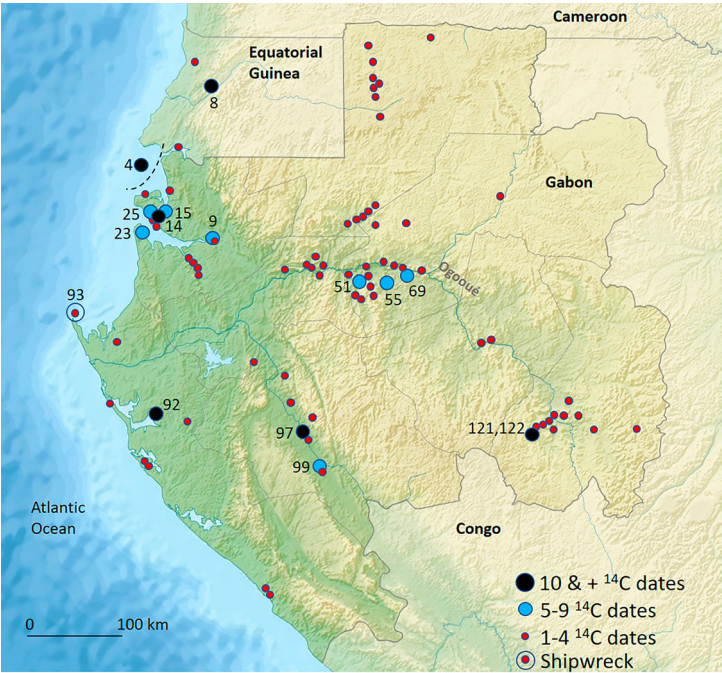 Cameroon
Equatorial
Guinea
8
4
Gabon
25
15
14
9
23
Ogooué
51
55
69
93
92
97
121,122
99
Atlantic
Ocean
Congo
10 & + ¹⁴C dates
5-9 ¹⁴C dates
0 100 km
1-4 ¹⁴C dates
Shipwreck